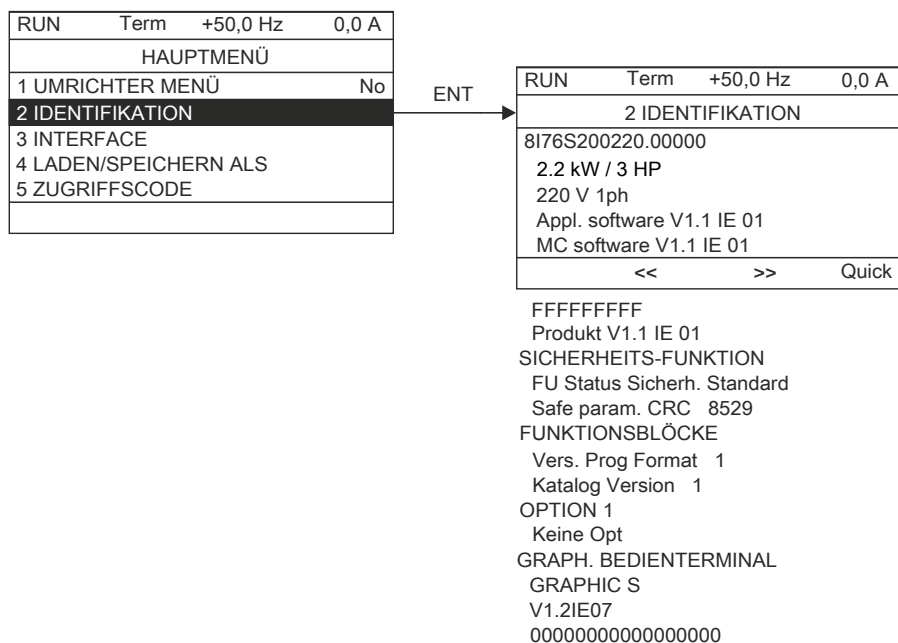 RUN Term +50,0 Hz 0,0 A
HAUPTMENÜ
1 UMRICHTER MENÜ No
2 IDENTIFIKATION
3 INTERFACE
4 LADEN/SPEICHERN ALS
5 ZUGRIFFSCODE
ENT
RUN Term +50,0 Hz 0,0 A
2 IDENTIFIKATION
8I76S200220.00000
2.2 kW / 3 HP
220 V 1ph
Appl. software V1.1 IE 01
MC software V1.1 IE 01
<< >> Quick
FFFFFFFFF
Produkt V1.1 IE 01
SICHERHEITS-FUNKTION
FU Status Sicherh. Standard
Safe param. CRC 8529
FUNKTIONSBLÖCKE
Vers. Prog Format 1
Katalog Version 1
OPTION 1
Keine Opt
GRAPH. BEDIENTERMINAL
GRAPHIC S
V1.2IE07
00000000000000000